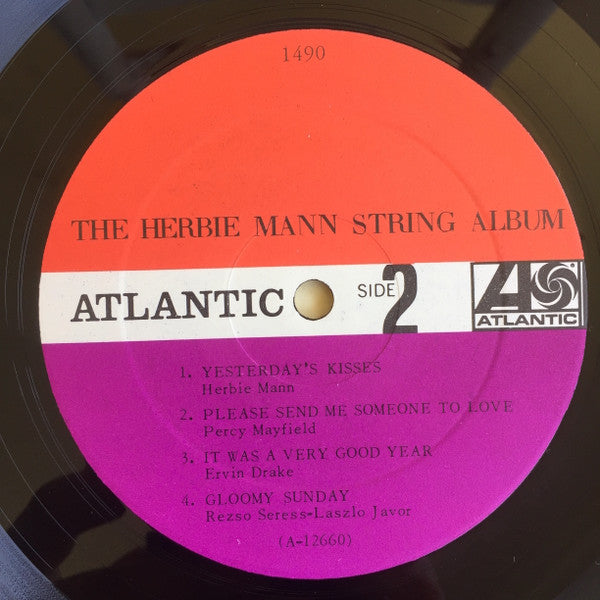 1490
THE HERBIE MANN STRING ALBUM
ATLANTIC
SIDE 2
ATLANTIC
1. YESTERDAY'S KISSES
Herbie Mann
2. PLEASE SEND ME SOMEONE TO LOVE
Percy Mayfield
3. IT WAS A VERY GOOD YEAR
Ervin Drake
4. GLOOMY SUNDAY
Rezso Seress-Laszlo Javor
(A-12660)